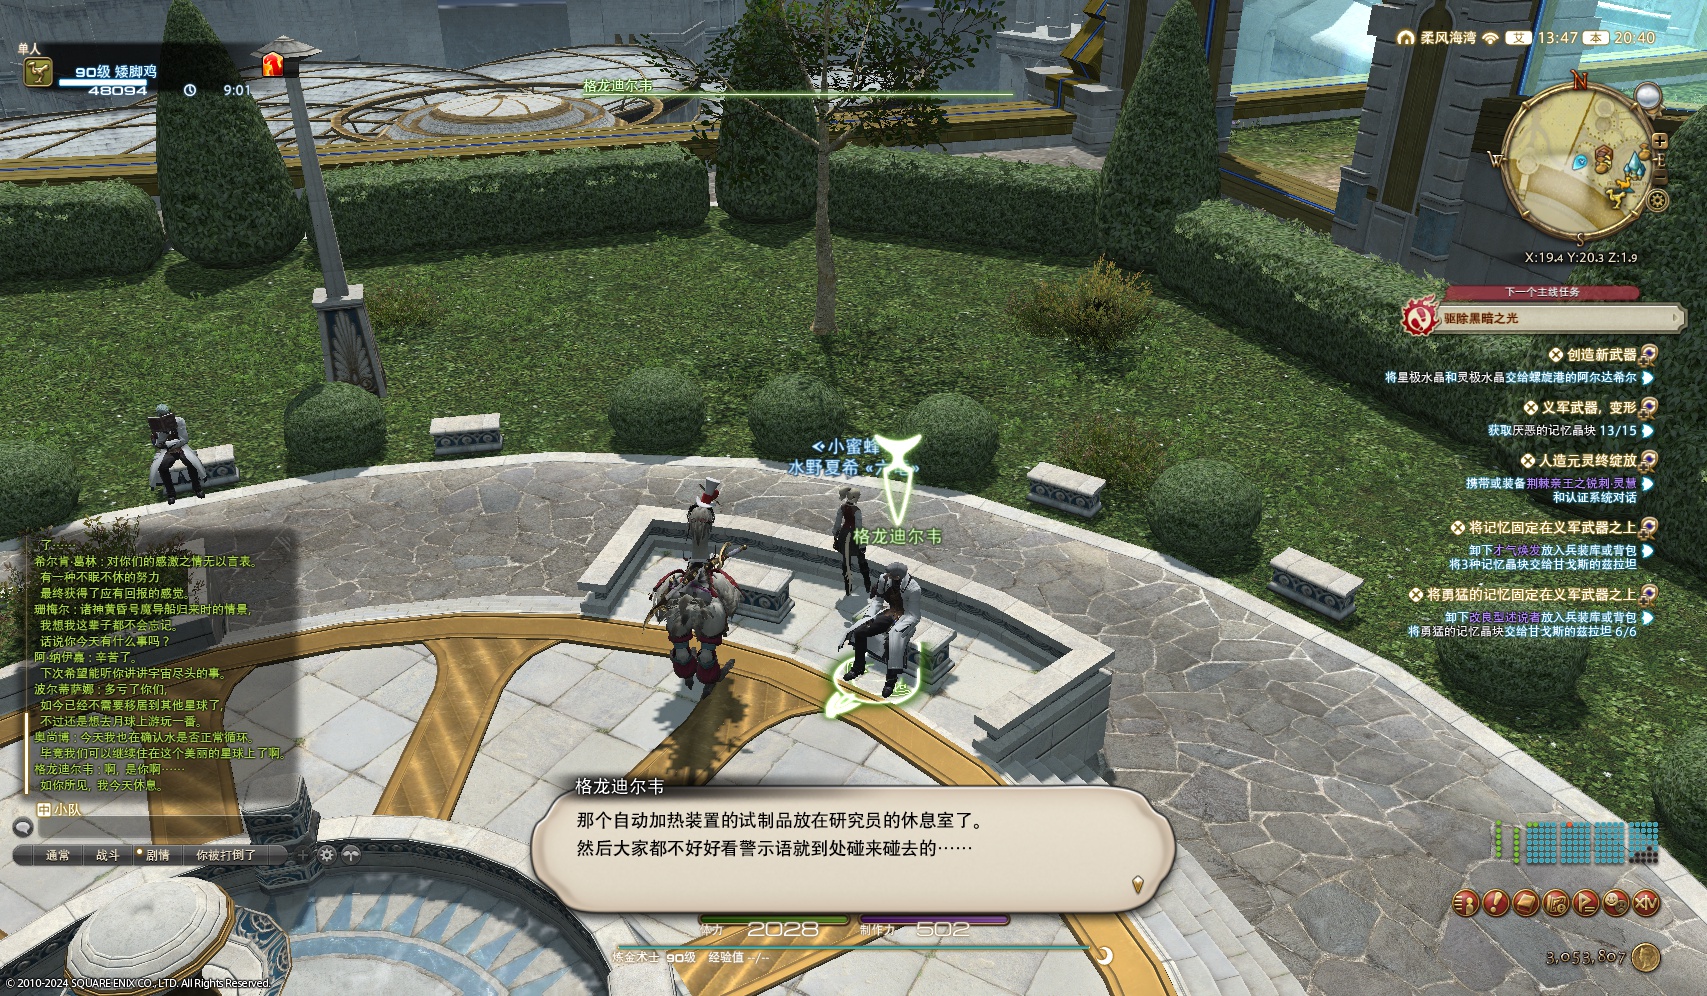 单人
90级 矮脚鸡
48094
9:01
格龙迪尔韦
柔风海湾 艾 13:47 本 20:40
N
W
E
S
X:19.4 Y:20.3 Z:1.9
下一个主线任务
驱除黑暗之光
创造新武器
将星极水晶和灵极水晶交给螺旋港的阿尔达希尔
义军武器，变形
获取厌恶的记忆晶块 13/15
人造元灵终绽放
携带或装备荆棘亲王之锐刺·灵慧
和认证系统对话
将记忆固定在义军武器之上
卸下才气焕发放入兵装库或背包
将3种记忆晶块交给甘戈斯的兹拉坦
将勇猛的记忆固定在义军武器之上
卸下改良型述说者放入兵装库或背包
将勇猛的记忆晶块交给甘戈斯的兹拉坦 6/6
小蜜蜂
水野夏希
格龙迪尔韦
了……
希尔肯·葛林：对你们的感激之情无以言表。
有一种不眠不休的努力
最终获得了应有回报的感觉。
珊梅尔：诸神黄昏号魔导船归来时的情景，
我想我这辈子都不会忘记。
话说你今天有什么事吗？
阿·纳伊嘉：辛苦了。
下次希望能听你讲讲宇宙尽头的事。
波尔蒂萨娜：多亏了你们，
如今已经不需要移居到其他星球了，
不过还是想去月球上游玩一番。
奥尚博：今天我也在确认水是否正常循环。
毕竟我们可以继续住在这个美丽的星球上了啊。
格龙迪尔韦：啊，是你啊……
如你所见，我今天休息。
中 小队
通常 战斗 剧情 你被打倒了
格龙迪尔韦
那个自动加热装置的试制品放在研究员的休息室了。
然后大家都不好好看警示语就到处碰来碰去的……
体力 2028 制作力 502
炼金术士 90级 经验值 --/--
XIV
3,053,807
© 2010-2024 SQUARE ENIX CO., LTD. All Rights Reserved.